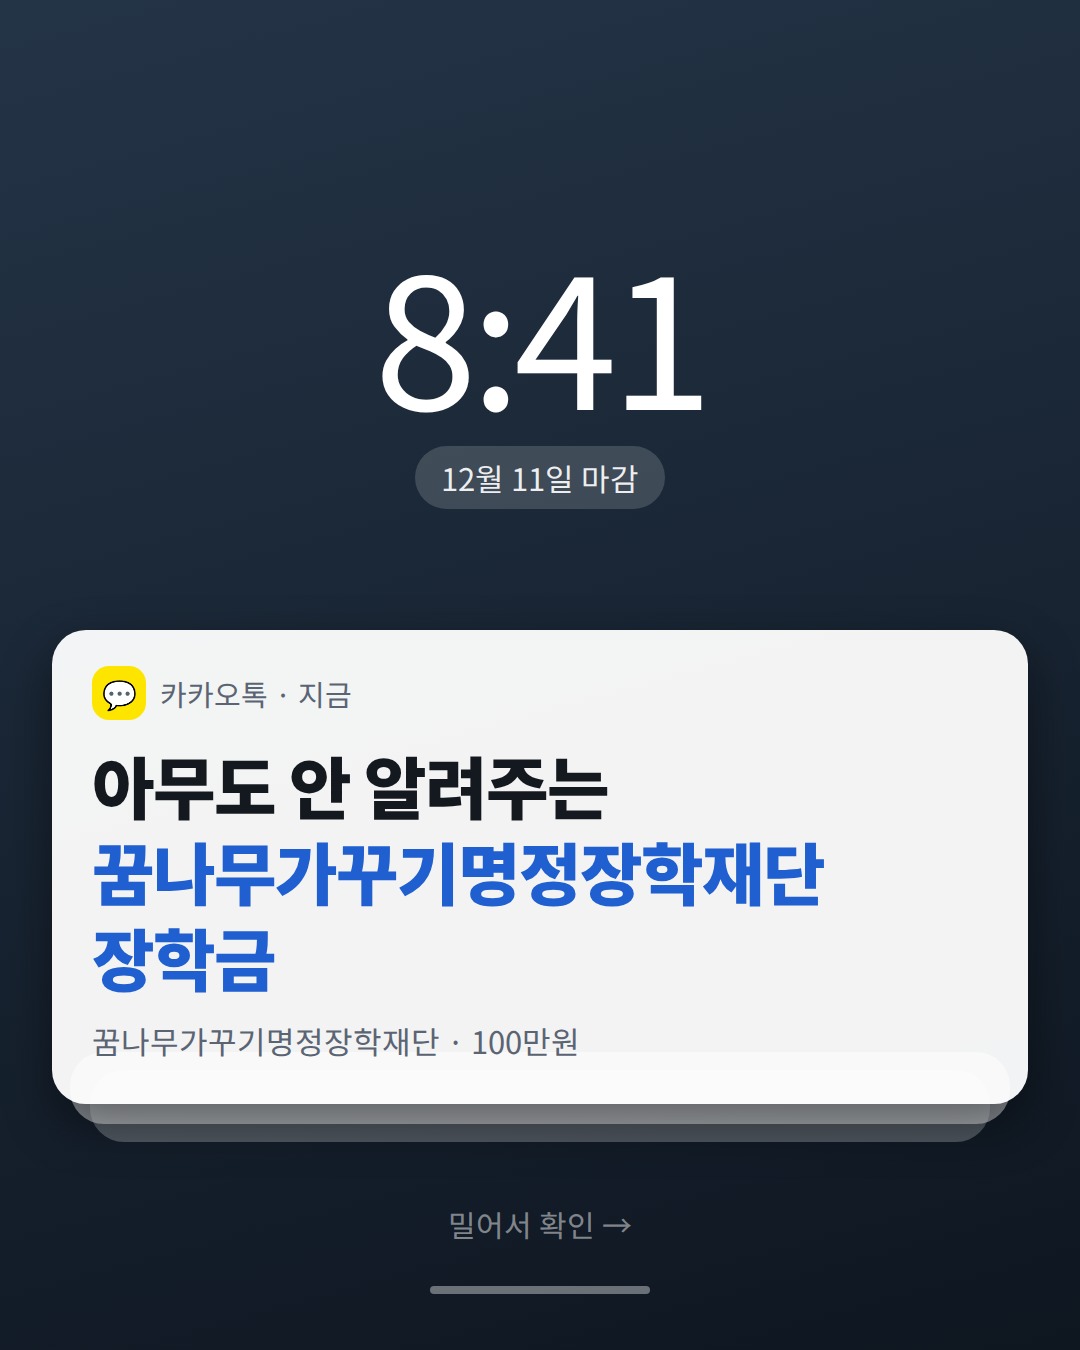 8:41
12월 11일 마감
카카오톡 · 지금
아무도 안 알려주는
꿈나무가꾸기명정장학재단
장학금
꿈나무가꾸기명정장학재단 · 100만원
밀어서 확인 →